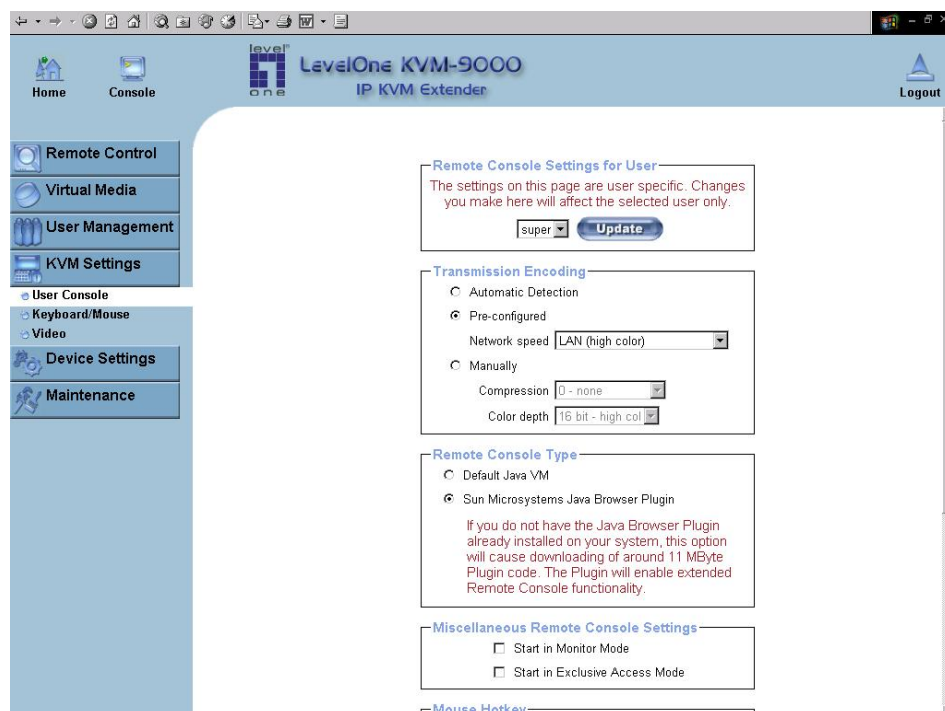 level
one
LevelOne KVM-9000
IP KVM Extender
Home
Console
Logout
Remote Control
Virtual Media
User Management
KVM Settings
User Console
Keyboard/Mouse
Video
Device Settings
Maintenance
Remote Console Settings for User
The settings on this page are user specific. Changes
you make here will affect the selected user only.
super
Update
Transmission Encoding
Automatic Detection
Pre-configured
Network speed LAN (high color)
Manually
Compression 0 - none
Color depth 16 bit - high col
Remote Console Type
Default Java VM
Sun Microsystems Java Browser Plugin
If you do not have the Java Browser Plugin
already installed on your system, this option
will cause downloading of around 11 MByte
Plugin code. The Plugin will enable extended
Remote Console functionality.
Miscellaneous Remote Console Settings
Start in Monitor Mode
Start in Exclusive Access Mode
Mouse Hotkey